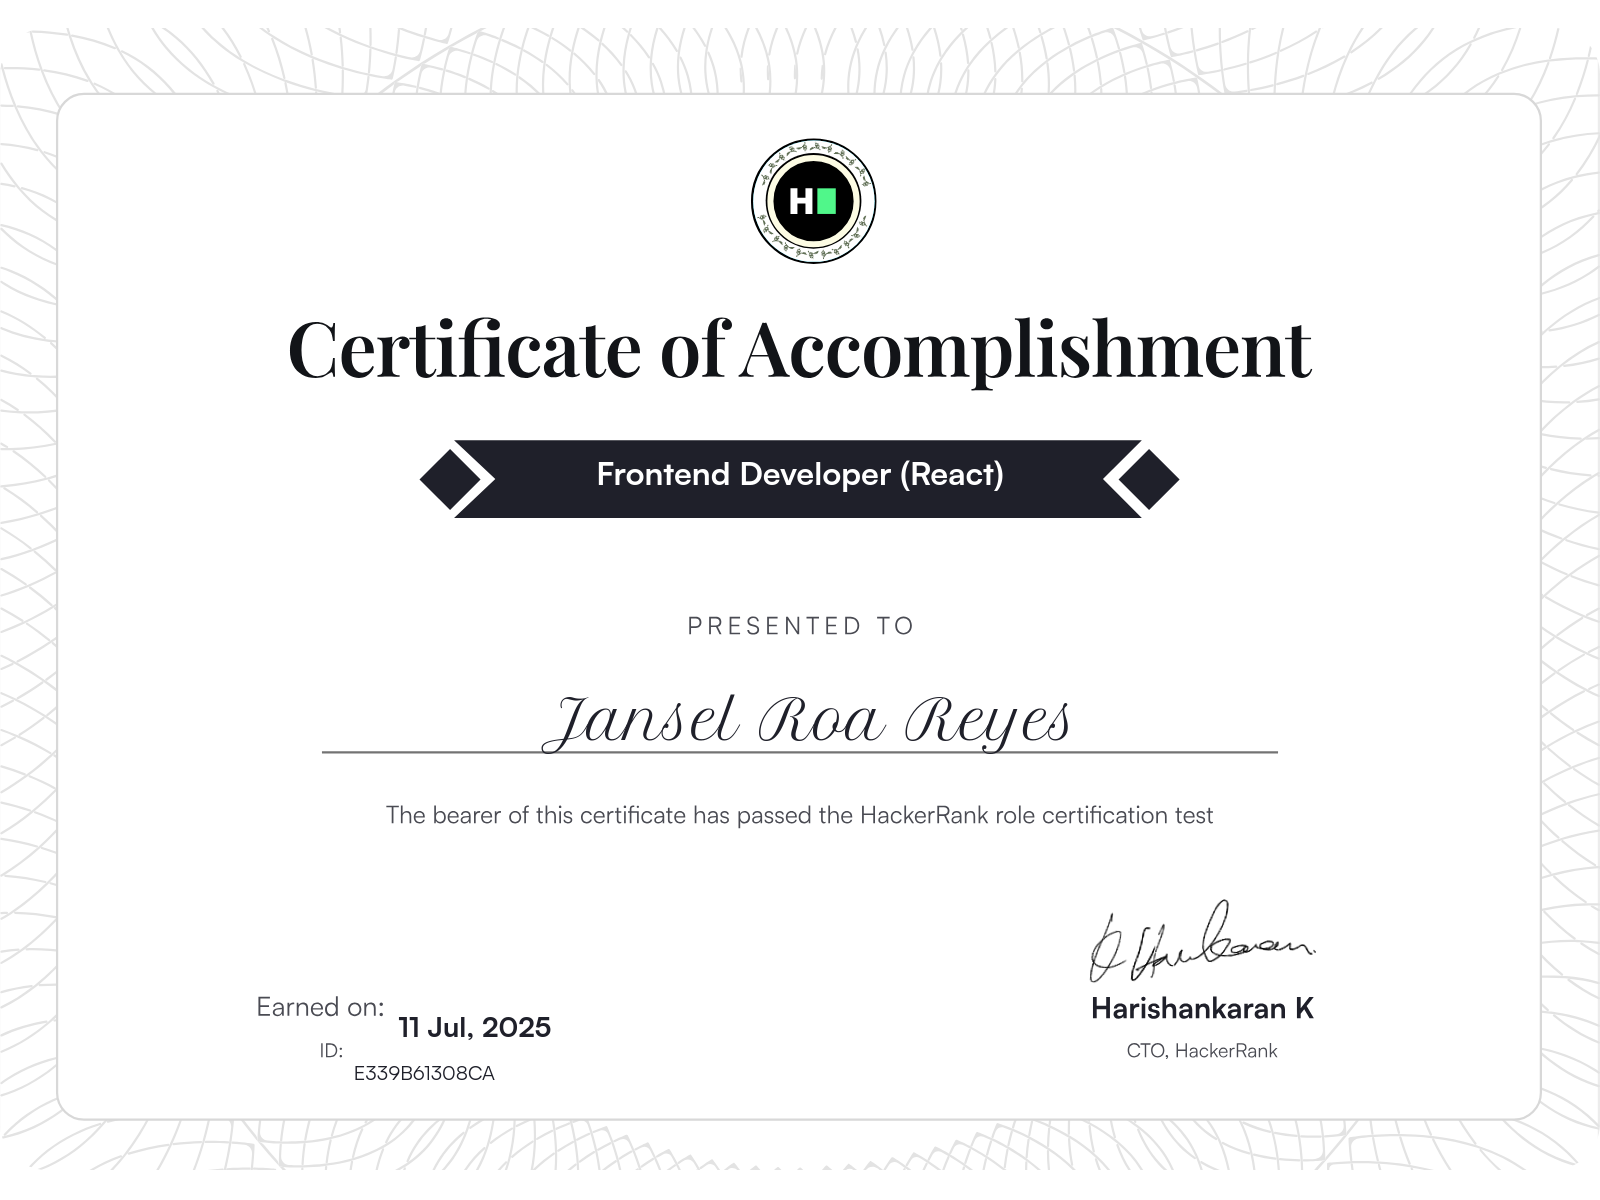 H
Certificate of Accomplishment
Frontend Developer (React)
PRESENTED TO
Jansel Roa Reyes
The bearer of this certificate has passed the HackerRank role certification test
Earned on: 11 Jul, 2025
ID: E339B61308CA
Harishankaran K
CTO, HackerRank